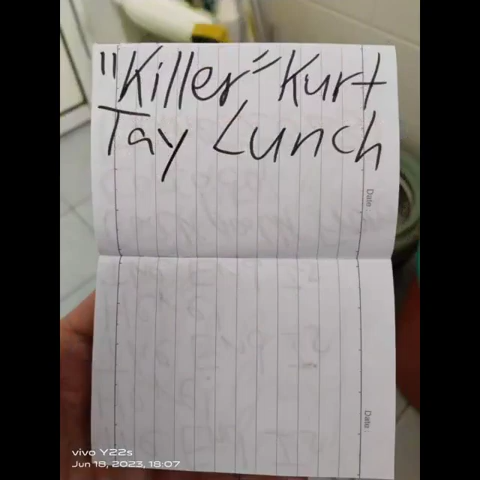 "Killer" Kurt
Tay Lunch
Date :
Date :
vivo Y22s
Jun 18, 2023, 18:07